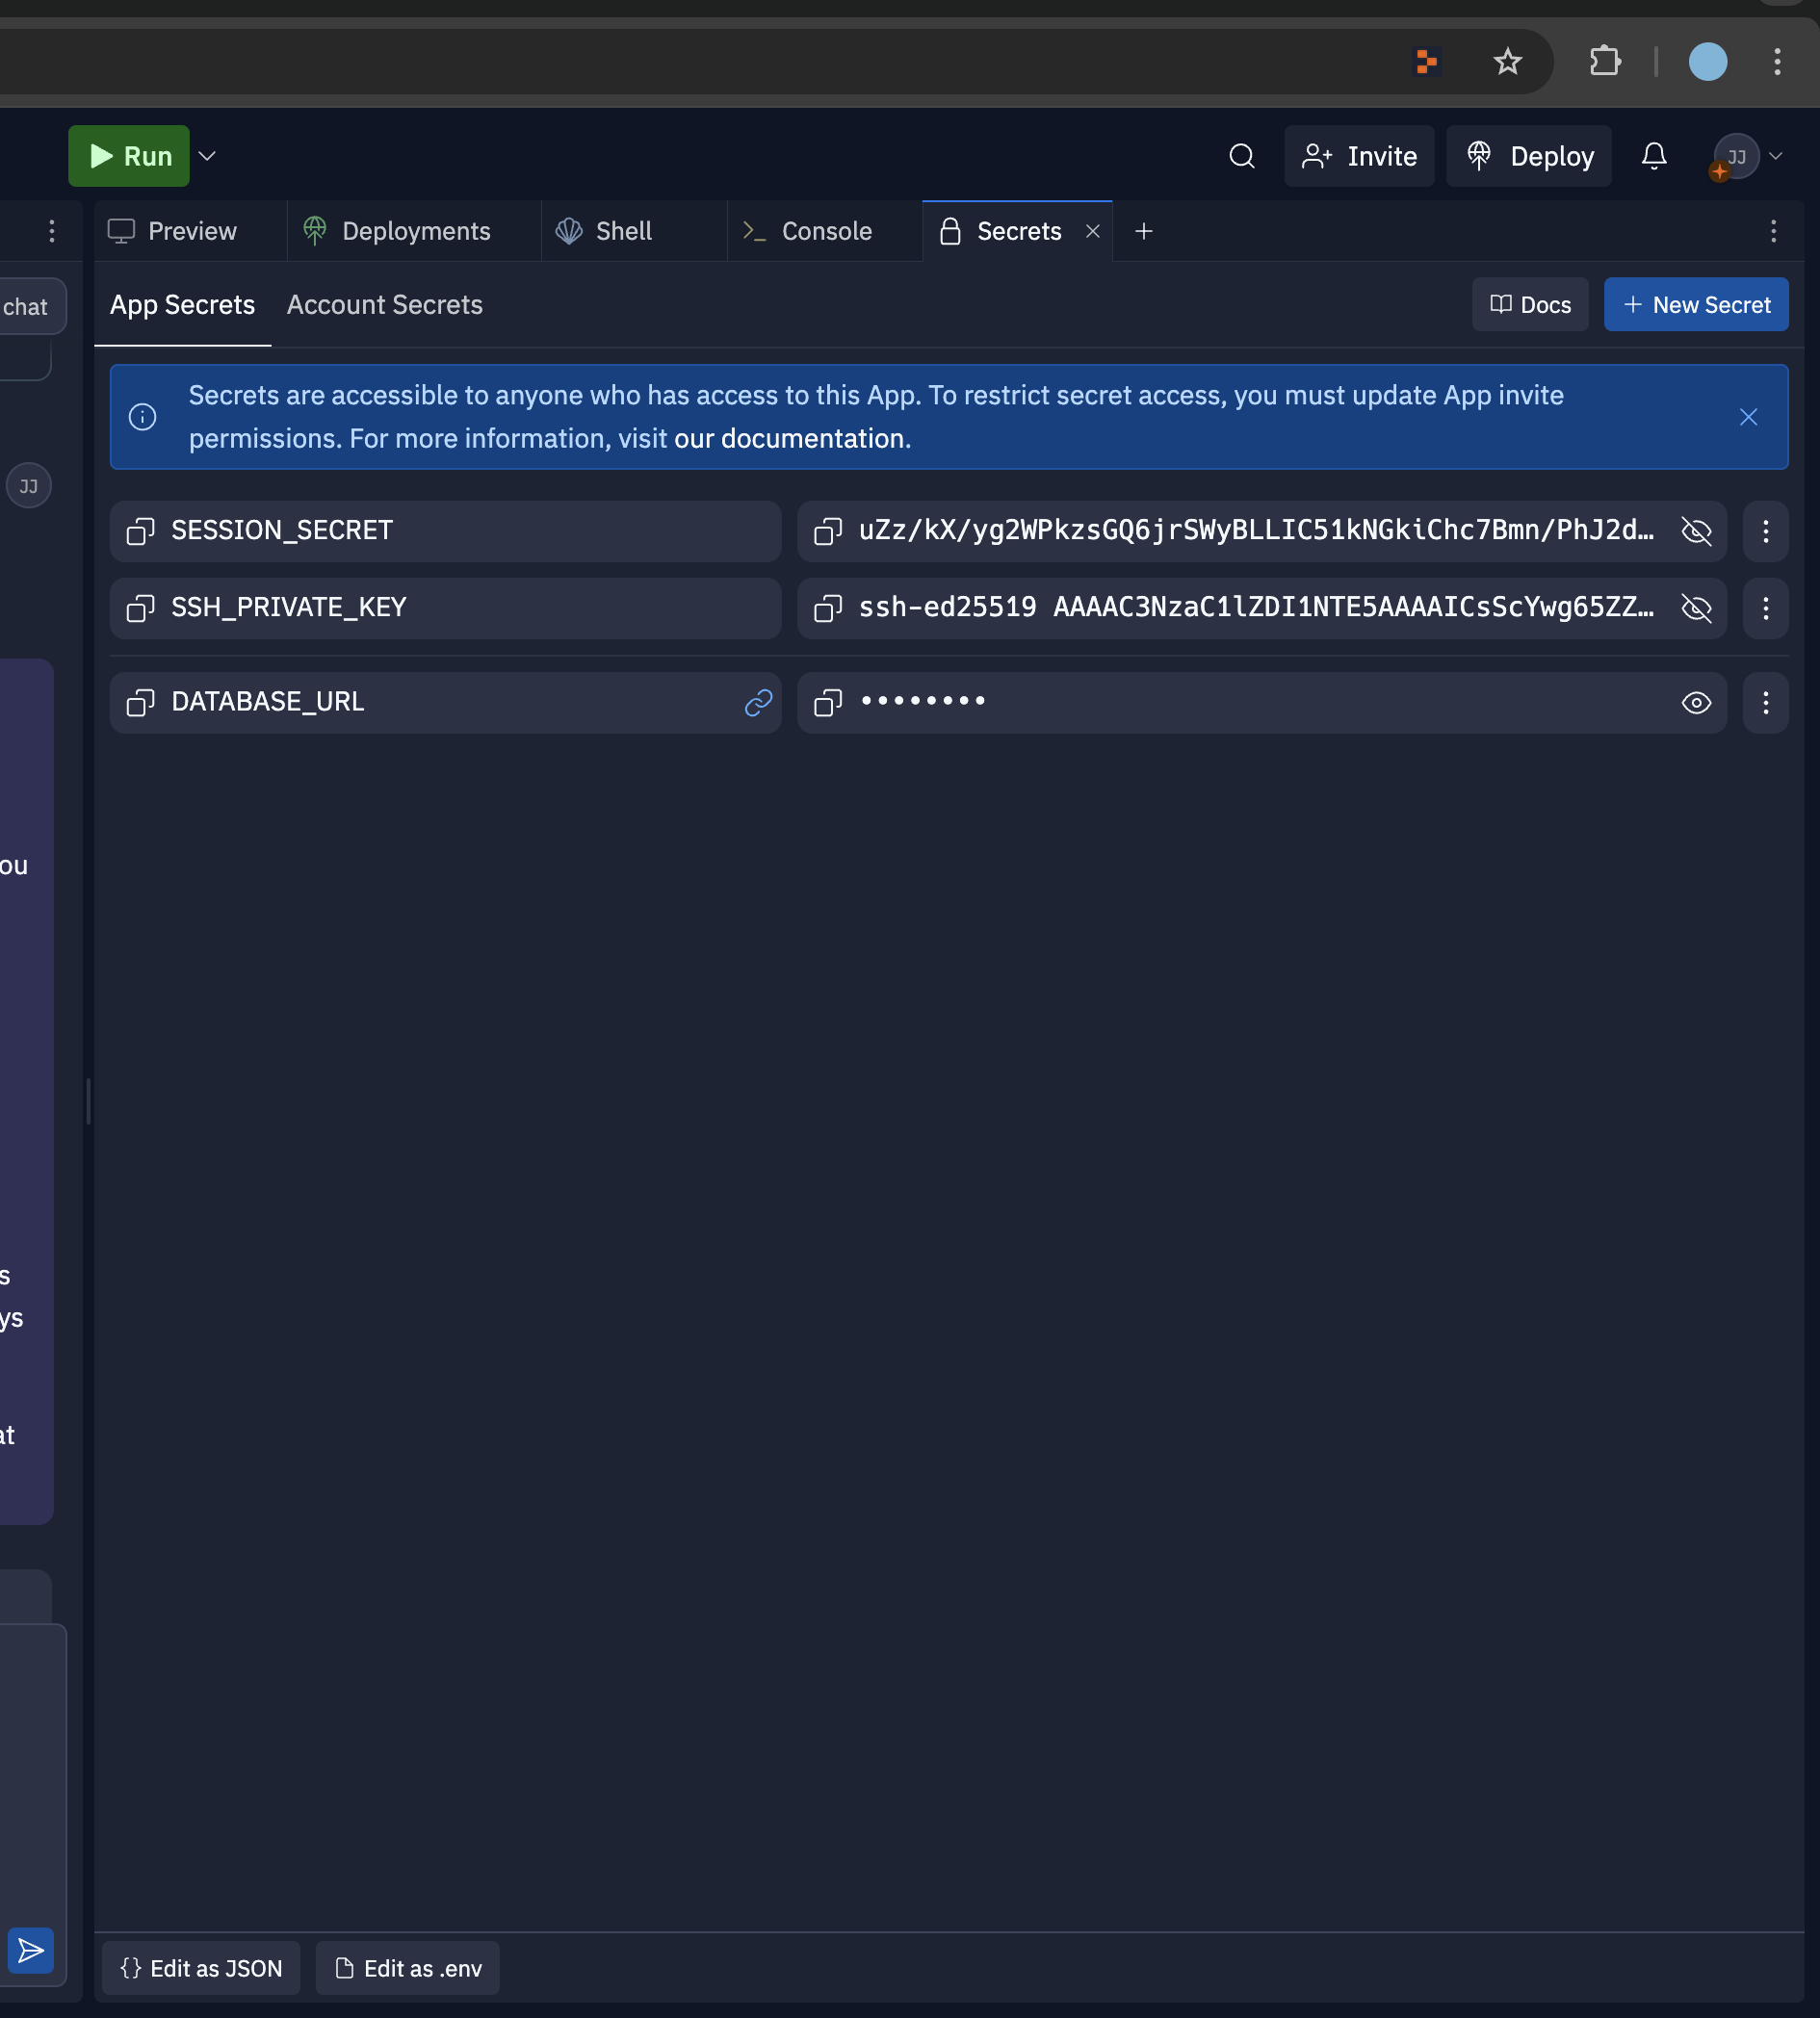 Run
Invite
Deploy
JJ
Preview
Deployments
Shell
Console
Secrets
chat
App Secrets
Account Secrets
Docs
New Secret
Secrets are accessible to anyone who has access to this App. To restrict secret access, you must update App invite
permissions. For more information, visit our documentation.
JJ
SESSION_SECRET
uZz/kX/yg2WPkzsGQ6jrSWyBLLIC51kNGkiChc7Bmn/PhJ2d…
SSH_PRIVATE_KEY
ssh-ed25519 AAAAC3NzaC1lZDI1NTE5AAAAICsScYwg65ZZ…
DATABASE_URL
••••••••
ou
s
ys
at
{} Edit as JSON
Edit as .env